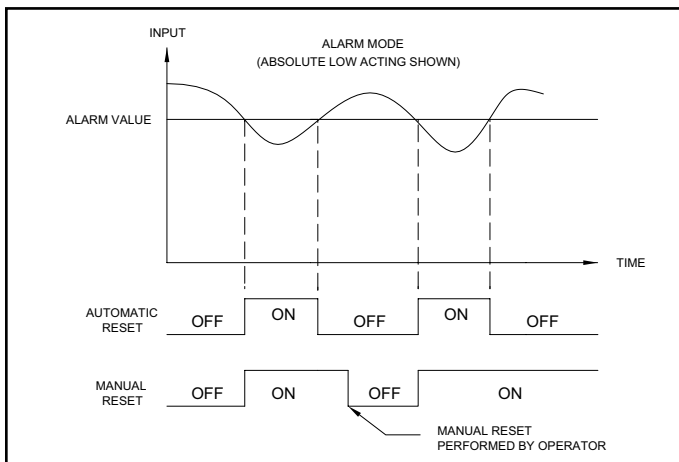 INPUT
ALARM MODE
(ABSOLUTE LOW ACTING SHOWN)
ALARM VALUE
TIME
AUTOMATIC
RESET
OFF
ON
OFF
ON
OFF
MANUAL
RESET
OFF
ON
OFF
ON
MANUAL RESET
PERFORMED BY OPERATOR